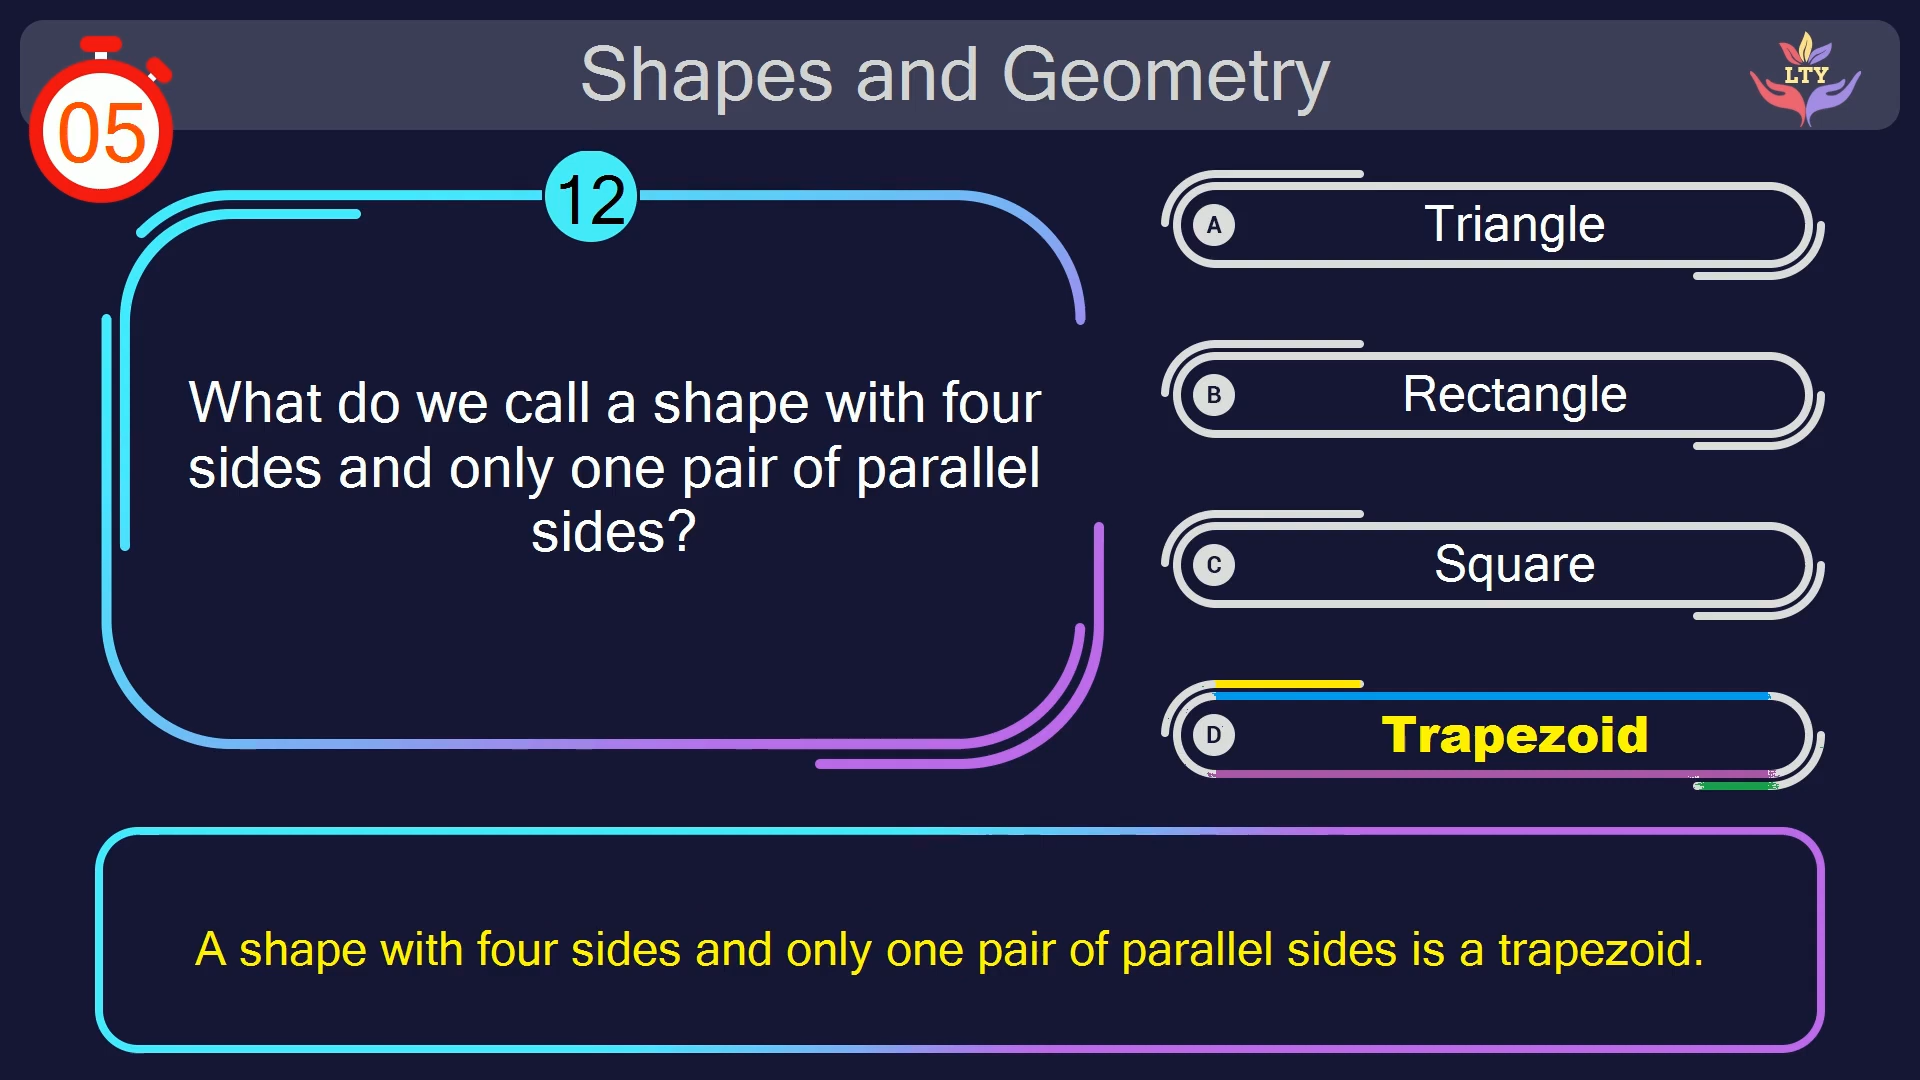 Shapes and Geometry
LTY
05
12
What do we call a shape with four
sides and only one pair of parallel
sides?
A Triangle
B Rectangle
C Square
D Trapezoid
A shape with four sides and only one pair of parallel sides is a trapezoid.